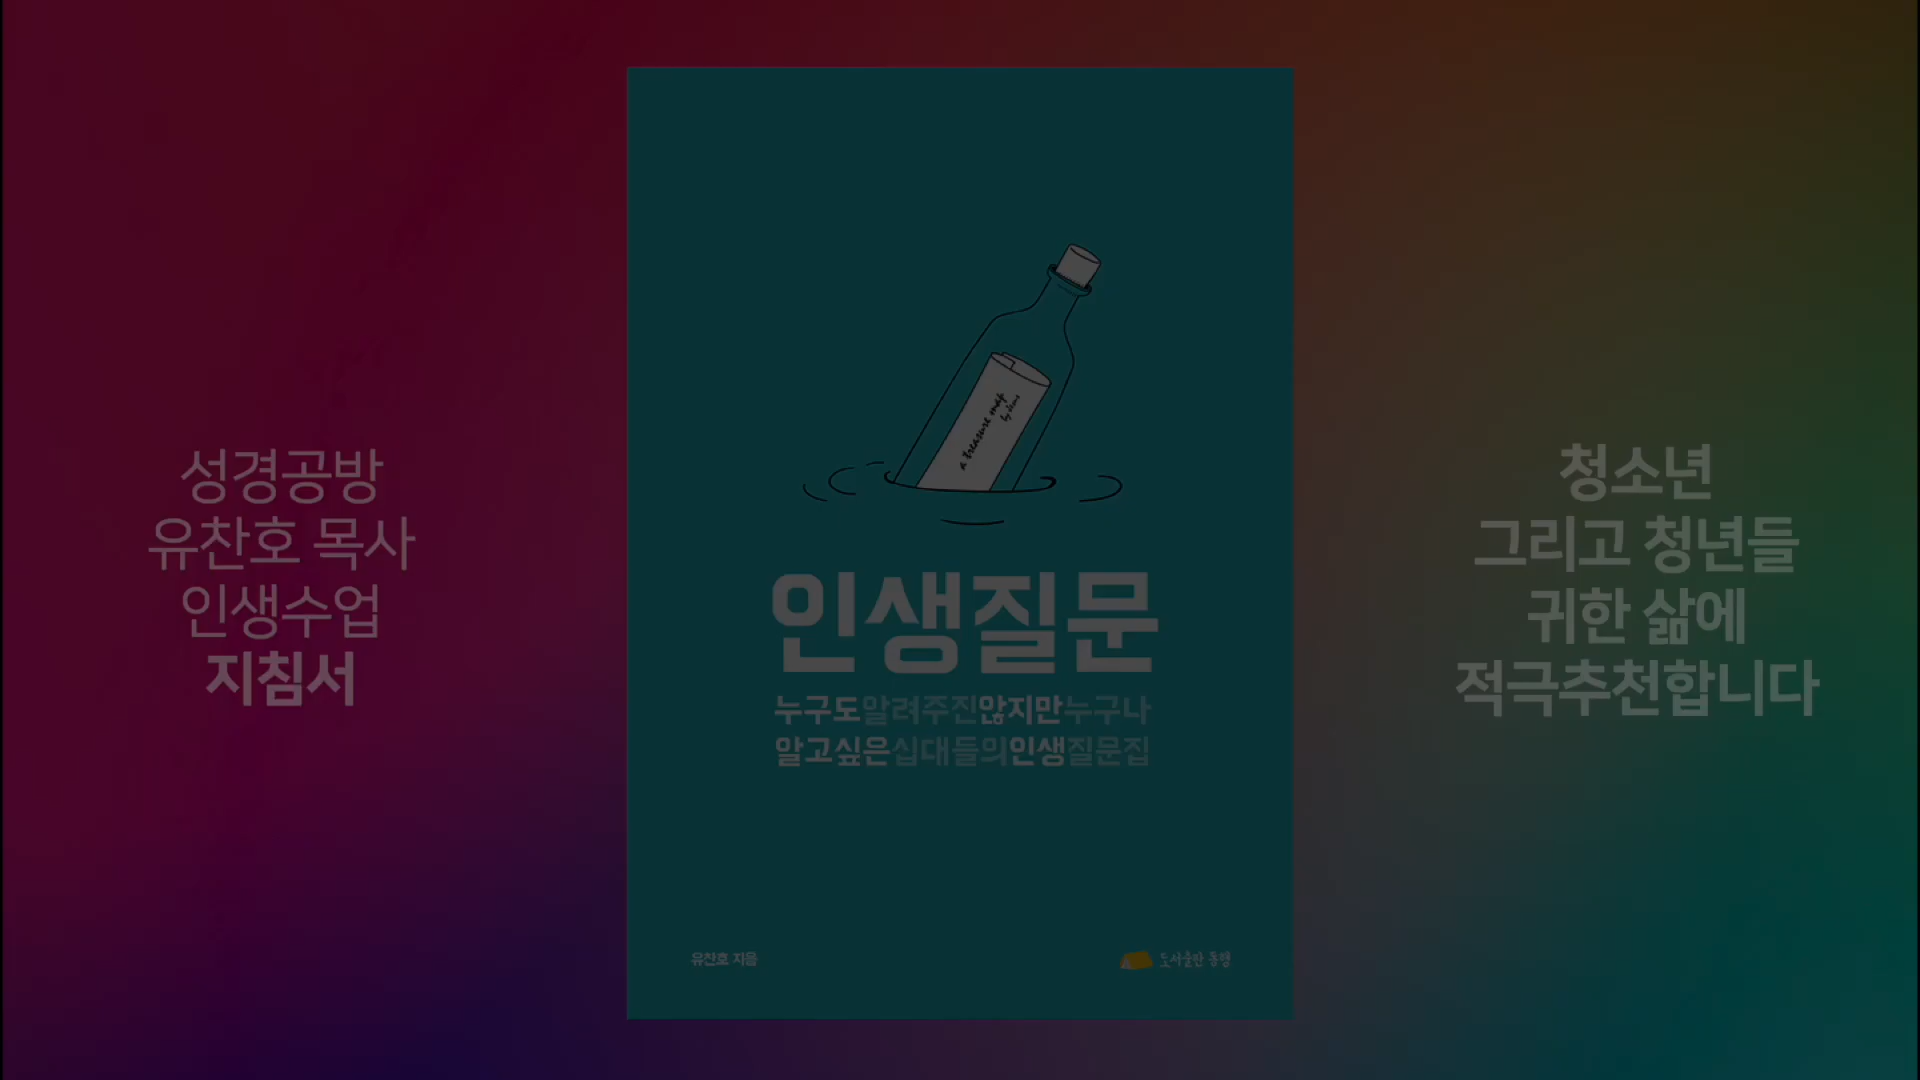 성경공방
유찬호 목사
인생수업
지침서
a treasure map
by Jesus
인생질문
누구도알려주진않지만누구나
알고싶은십대들의인생질문집
유찬호 지음
도서출판 동행
청소년
그리고 청년들
귀한 삶에
적극추천합니다